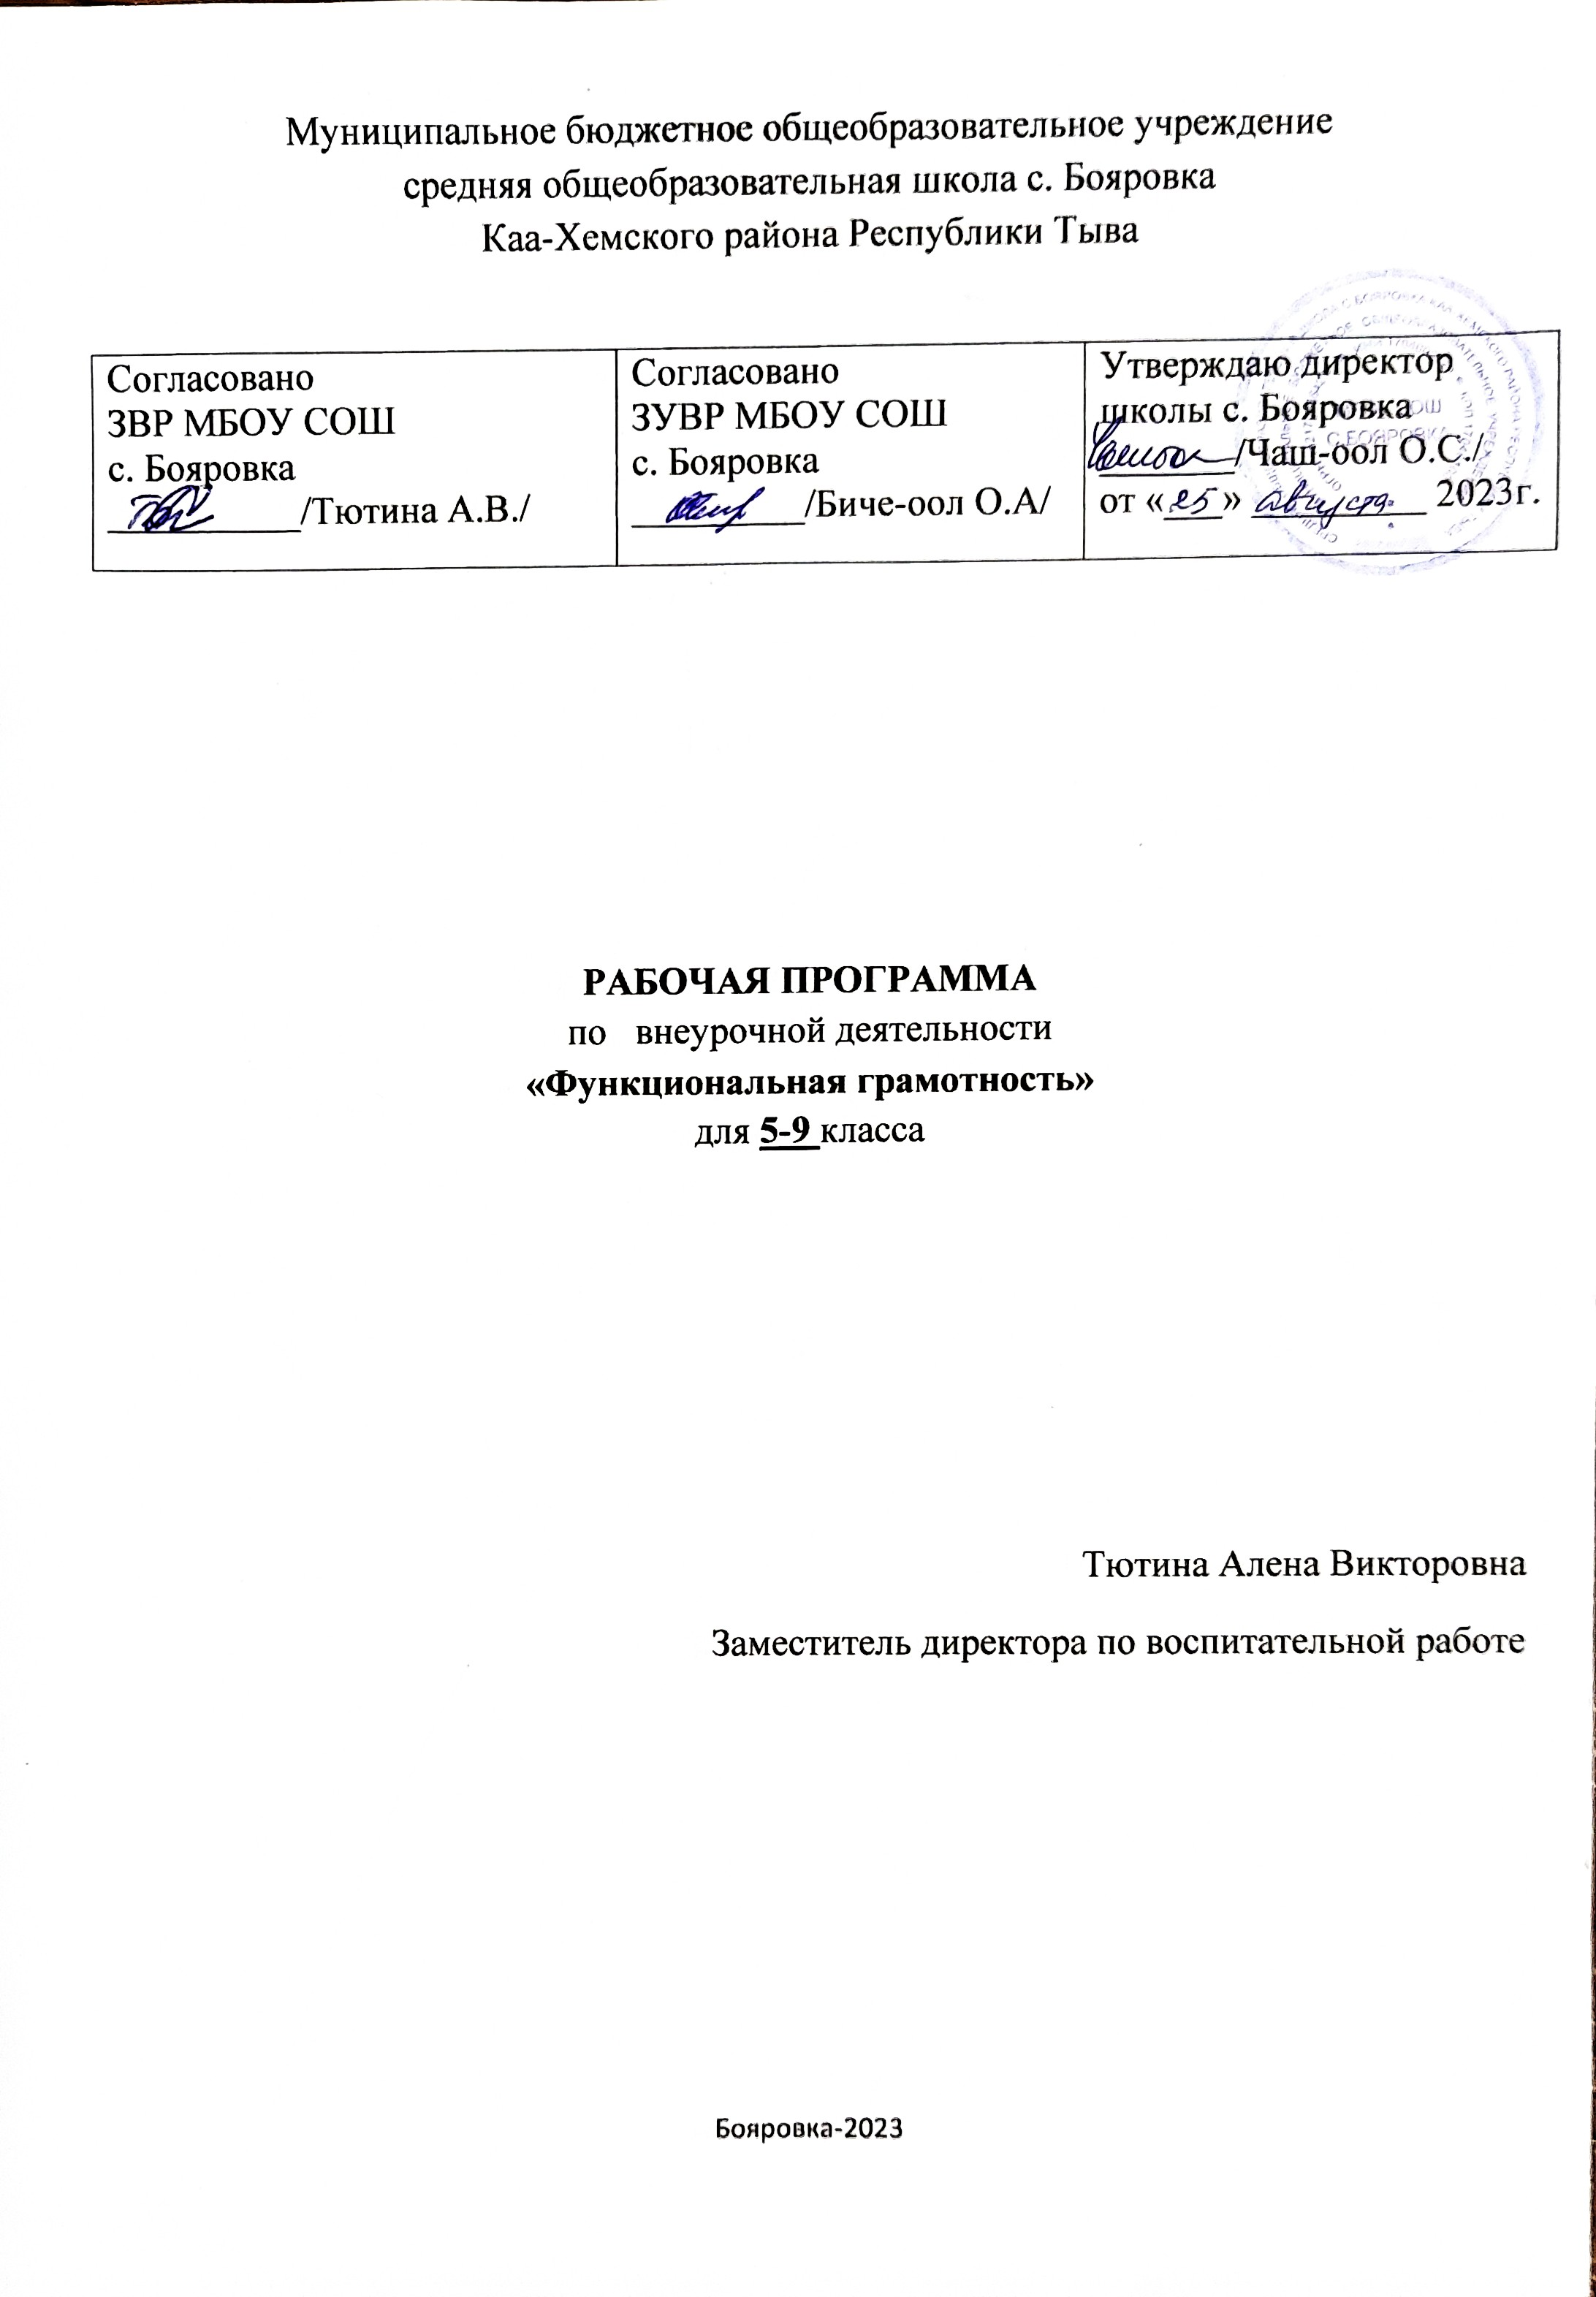 Муниципальное бюджетное общеобразовательное учреждение
средняя общеобразовательная школа с. Бояровка
Каа-Хемского района Республики Тыва
Согласовано
ЗВР МБОУ СОШ
с. Бояровка
/Тютина А.В./
Согласовано
ЗУВР МБОУ СОШ
с. Бояровка
/Биче-оол О.А/
Утверждаю директор
школы с. Бояровка
/Чаш-оол О.С./
от «25» августа 2023г.
РАБОЧАЯ ПРОГРАММА
по внеурочной деятельности
«Функциональная грамотность»
для 5-9 класса
Тютина Алена Викторовна
Заместитель директора по воспитательной работе
Бояровка-2023